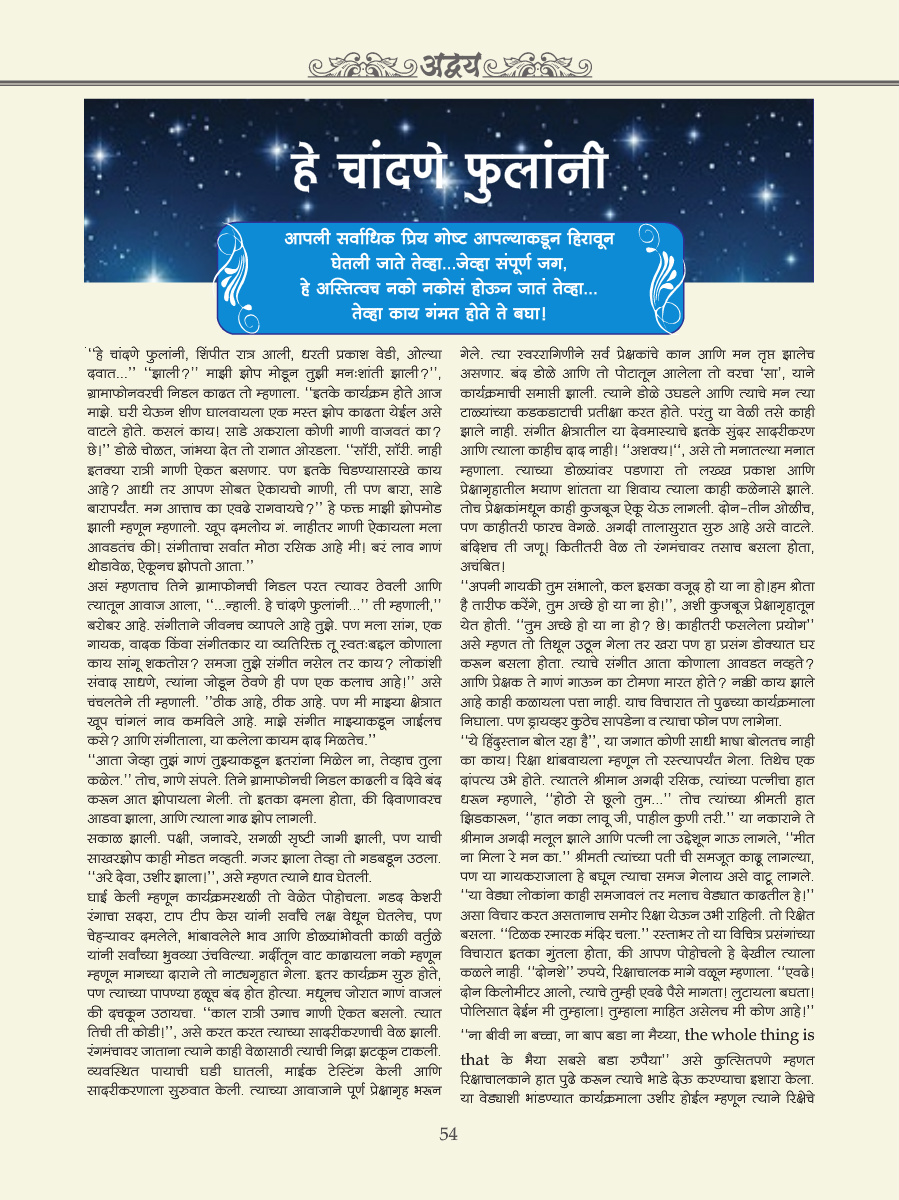 अद्वय
हे चांदणे फुलांनी
आपली सर्वाधिक प्रिय गोष्ट आपल्याकडून हिरावून
घेतली जाते तेव्हा...जेव्हा संपूर्ण जग,
हे अस्तित्वच नको नकोसं होऊन जातं तेव्हा...
तेव्हा काय गंमत होते ते बघा!
‘‘हे चांदणे फुलांनी, शिंपीत रात्र आली, धरती प्रकाश वेडी, ओल्या
दवात...’’ ‘‘झाली?’’ माझी झोप मोडून तुझी मनःशांती झाली?’’,
ग्रामाफोनवरची निडल काढत तो म्हणाला. ‘‘इतके कार्यक्रम होते आज
माझे. घरी येऊन शीण घालवायला एक मस्त झोप काढता येईल असे
वाटले होते. कसलं काय! साडे अकराला कोणी गाणी वाजवतं का?
छे!’’ डोळे चोळत, जांभया देत तो रागात ओरडला. ‘‘सॉरी, सॉरी. नाही
इतक्या रात्री गाणी ऐकत बसणार. पण इतके चिडण्यासारखे काय
आहे? आधी तर आपण सोबत ऐकायचो गाणी, ती पण बारा, साडे
बारापर्यंत. मग आत्ताच का एवढे रागवायचे?’’ हे फक्त माझी झोपमोड
झाली म्हणून म्हणालो. खूप दमलोय गं. नाहीतर गाणी ऐकायला मला
आवडतंच की! संगीताचा सर्वात मोठा रसिक आहे मी! बरं लाव गाणं
थोडावेळ, ऐकूनच झोपतो आता.’’
असं म्हणताच तिने ग्रामाफोनची निडल परत त्यावर ठेवली आणि
त्यातून आवाज आला, ‘‘...न्हाली. हे चांदणे फुलांनी...’’ ती म्हणाली,’’
बरोबर आहे. संगीताने जीवनच व्यापले आहे तुझे. पण मला सांग, एक
गायक, वादक किंवा संगीतकार या व्यतिरिक्त तू स्वतःबद्दल कोणाला
काय सांगू शकतोस? समजा तुझे संगीत नसेल तर काय? लोकांशी
संवाद साधणे, त्यांना जोडून ठेवणे ही पण एक कलाच आहे!’’ असे
चंचलतेने ती म्हणाली. ’’ठीक आहे, ठीक आहे. पण मी माझ्या क्षेत्रात
खूप चांगलं नाव कमविले आहे. माझे संगीत माझ्याकडून जाईलच
कसे? आणि संगीताला, या कलेला कायम दाद मिळतेच.’’
‘‘आता जेव्हा तुझं गाणं तुझ्याकडून इतरांना मिळेल ना, तेव्हाच तुला
कळेल.’’ तोच, गाणे संपले. तिने ग्रामाफोनची निडल काढली व दिवे बंद
करून आत झोपायला गेली. तो इतका दमला होता, की दिवाणावरच
आडवा झाला, आणि त्याला गाढ झोप लागली.
सकाळ झाली. पक्षी, जनावरे, सगळी सृष्टी जागी झाली, पण याची
साखरझोप काही मोडत नव्हती. गजर झाला तेव्हा तो गडबडून उठला.
‘‘अरे देवा, उशीर झाला!’’, असे म्हणत त्याने धाव घेतली.
घाई केली म्हणून कार्यक्रमस्थळी तो वेळेत पोहोचला. गडद केशरी
रंगाचा सदरा, टाप टीप केस यांनी सर्वांचे लक्ष वेधून घेतलेच, पण
चेहऱ्यावर दमलेले, भांबावलेले भाव आणि डोळ्यांभोवती काळी वर्तुळे
यांनी सर्वांच्या भुवव्या उंचविल्या. गर्दीतून वाट काढायला नको म्हणून
म्हणून मागच्या दाराने तो नाट्यगृहात गेला. इतर कार्यक्रम सुरु होते,
पण त्याच्या पापण्या हळूच बंद होत होत्या. मधूनच जोरात गाणं वाजलं
की दचकून उठायचा. ‘‘काल रात्री उगाच गाणी ऐकत बसलो. त्यात
तिची ती कोडी!’’, असे करत करत त्याच्या सादरीकरणाची वेळ झाली.
रंगमंचावर जाताना त्याने काही वेळासाठी त्याची निद्रा झटकून टाकली.
व्यवस्थित पायाची घडी घातली, माईक टेस्टिंग केली आणि
सादरीकरणाला सुरुवात केली. त्याच्या आवाजाने पूर्ण प्रेक्षागृह भरून
गेले. त्या स्वररागिणीने सर्व प्रेक्षकांचे कान आणि मन तृप्त झालेच
असणार. बंद डोळे आणि तो पोटातून आलेला तो वरचा ‘सा’, याने
कार्यक्रमाची समाप्ती झाली. त्याने डोळे उघडले आणि त्याचे मन त्या
टाळ्यांच्या कडकडाटाची प्रतीक्षा करत होते. परंतु या वेळी तसे काही
झाले नाही. संगीत क्षेत्रातील या देवमास्याचे इतके सुंदर सादरीकरण
आणि त्याला काहीच दाद नाही! ‘‘अशक्य!‘‘, असे तो मनातल्या मनात
म्हणाला. त्याच्या डोळ्यांवर पडणारा तो लख्ख प्रकाश आणि
प्रेक्षागृहातील भयाण शांतता या शिवाय त्याला काही कळेनासे झाले.
तोच प्रेक्षकांमधून काही कुजबूज ऐकू येऊ लागली. दोन-तीन ओळीच,
पण काहीतरी फारच वेगळे. अगदी तालासुरात सुरु आहे असे वाटले.
बंदिशच ती जणू! कितीतरी वेळ तो रंगमंचावर तसाच बसला होता,
अचंबित!
‘‘अपनी गायकी तुम संभालो, कल इसका वजूद हो या ना हो!हम श्रोता
है तारीफ करेंगे, तुम अच्छे हो या ना हो!’’, अशी कुजबूज प्रेक्षागृहातून
येत होती. ‘‘तुम अच्छे हो या ना हो? छे! काहीतरी फसलेला प्रयोग’’
असे म्हणत तो तिथून उठून गेला तर खरा पण हा प्रसंग डोक्यात घर
करून बसला होता. त्याचे संगीत आता कोणाला आवडत नव्हते?
आणि प्रेक्षक ते गाणं गाऊन का टोमणा मारत होते? नक्की काय झाले
आहे काही कळायला पत्ता नाही. याच विचारात तो पुढच्या कार्यक्रमाला
निघाला. पण ड्रायव्हर कुठेच सापडेना व त्याचा फोन पण लागेना.
‘‘ये हिंदुस्तान बोल रहा है’’, या जगात कोणी साधी भाषा बोलतच नाही
का काय! रिक्षा थांबवायला म्हणून तो रस्त्यापर्यंत गेला. तिथेच एक
दांपत्य उभे होते. त्यातले श्रीमान अगदी रसिक, त्यांच्या पत्नीचा हात
धरून म्हणाले, ‘‘होठो से छूलो तुम...’’ तोच त्यांच्या श्रीमती हात
झिडकारून, ‘‘हात नका लावू जी, पाहील कुणी तरी.’’ या नकाराने ते
श्रीमान अगदी मलूल झाले आणि पत्नी ला उद्देशून गाऊ लागले, ‘‘मीत
ना मिला रे मन का.’’ श्रीमती त्यांच्या पती ची समजूत काढू लागल्या,
पण या गायकराजाला हे बघून त्याचा समज गेलाय असे वाटू लागले.
‘‘या वेड्या लोकांना काही समजावलं तर मलाच वेड्यात काढतील हे!’’
असा विचार करत असतानाच समोर रिक्षा येऊन उभी राहिली. तो रिक्षेत
बसला. ‘‘टिळक स्मारक मंदिर चला.’’ रस्ताभर तो या विचित्र प्रसंगांच्या
विचारात इतका गुंतला होता, की आपण पोहोचलो हे देखील त्याला
कळले नाही. ‘‘दोनशे’’ रुपये, रिक्षाचालक मागे वळून म्हणाला. ‘‘एवढे!
दोन किलोमीटर आलो, त्याचे तुम्ही एवढे पैसे मागता! लुटायला बघता!
पोलिसात देईन मी तुम्हाला! तुम्हाला माहित असेलच मी कोण आहे!’’
‘‘ना बीवी ना बच्चा, ना बाप बडा ना मैय्या, the whole thing is
that के भैया सबसे बडा रुपैया’’ असे कुत्सितपणे म्हणत
रिक्षाचालकाने हात पुढे करून त्याचे भाडे देऊ करण्याचा इशारा केला.
या वेड्याशी भांडण्यात कार्यक्रमाला उशीर होईल म्हणून त्याने रिक्षेचे
54